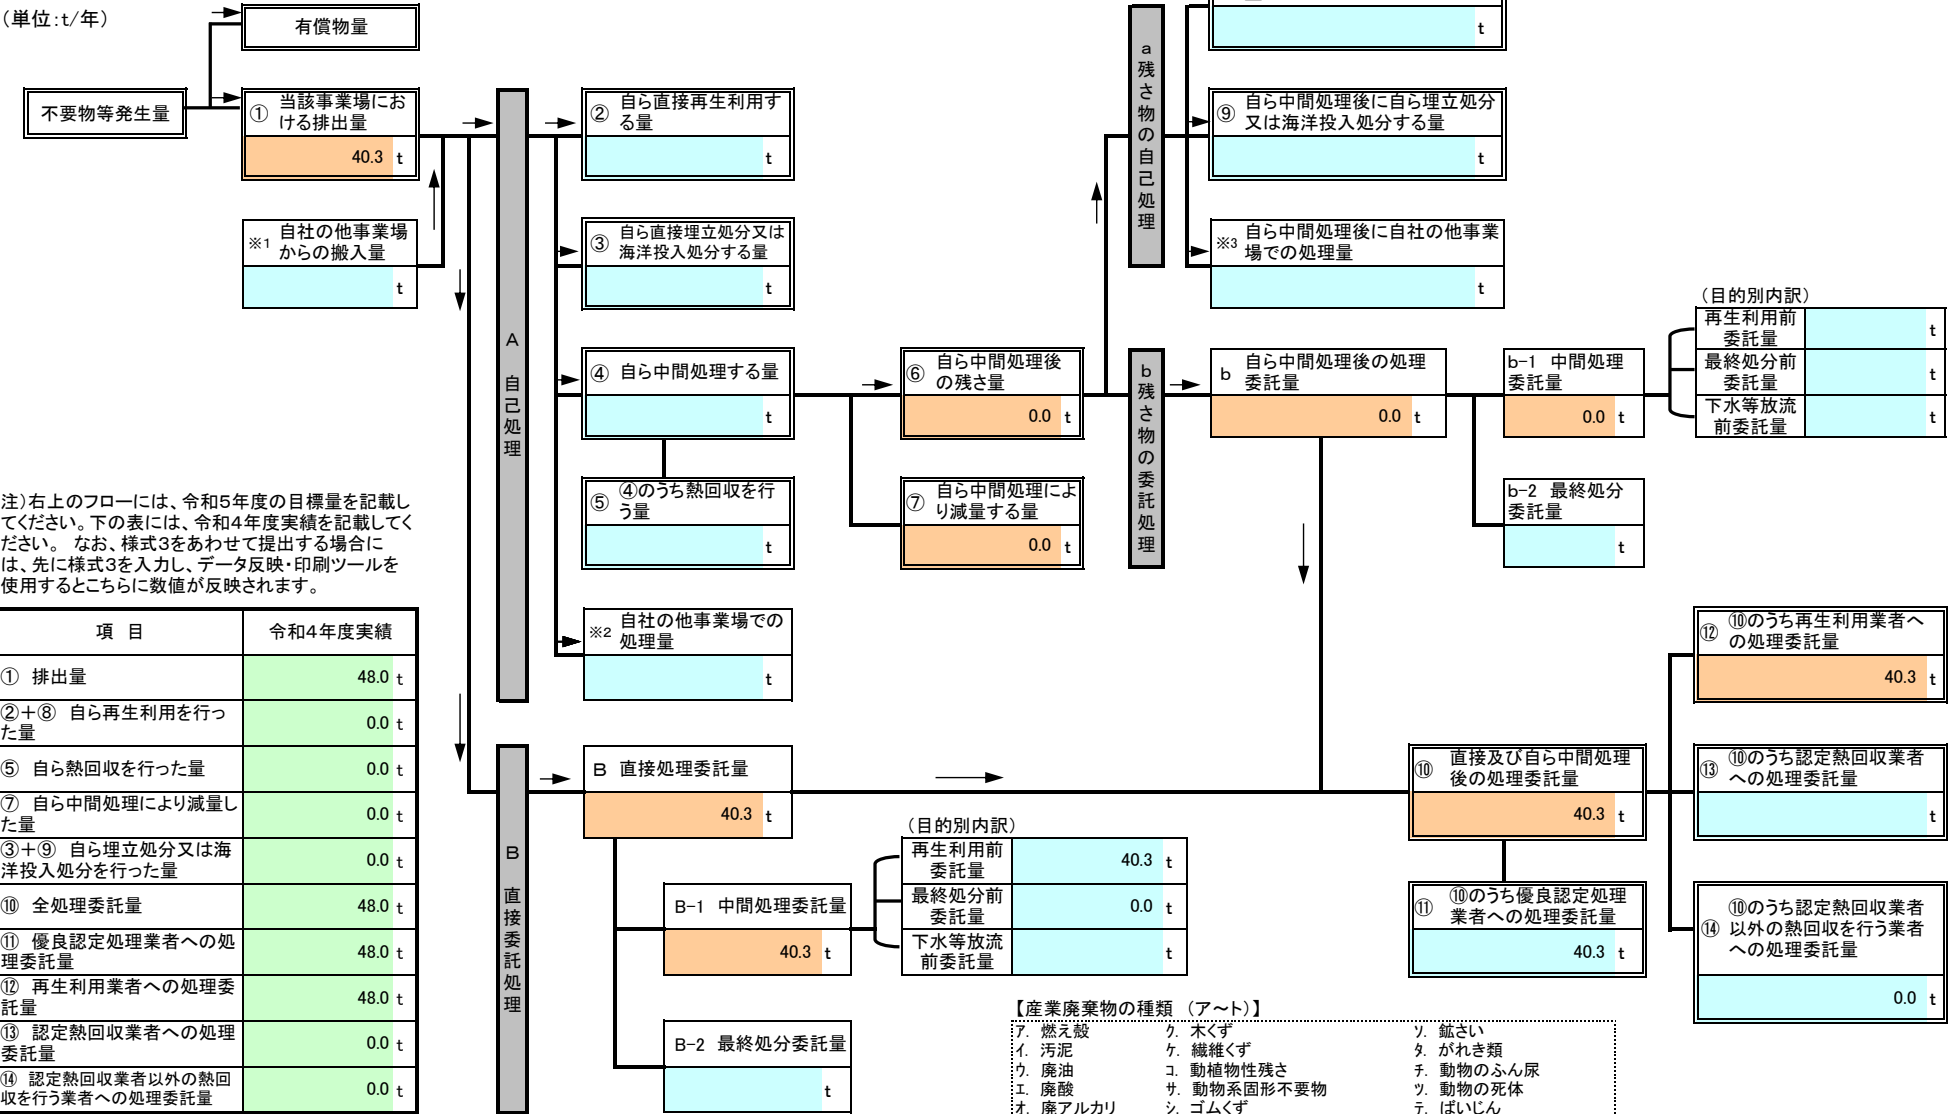 （単位：t/年）
有償物量
不要物等発生量
① 当該事業場にお
ける排出量
40.3 t
※1 自社の他事業場
からの搬入量
t
A 自己処理
② 自ら直接再生利用す
る量
t
③ 自ら直接埋立処分又は
海洋投入処分する量
t
④ 自ら中間処理する量
t
⑤ ④のうち熱回収を行
う量
t
※2 自社の他事業場での
処理量
t
⑥ 自ら中間処理後
の残さ量
0.0 t
⑦ 自ら中間処理によ
り減量する量
0.0 t
a 残さ物の自己処理
t
⑨ 自ら中間処理後に自ら埋立処分
又は海洋投入処分する量
t
※3 自ら中間処理後に自社の他事業
場での処理量
t
b 残さ物の委託処理
b 自ら中間処理後の処理
委託量
0.0 t
b-1 中間処理
委託量
0.0 t
b-2 最終処分
委託量
t
（目的別内訳）
再生利用前
委託量
t
最終処分前
委託量
t
下水等放流
前委託量
t
注）右上のフローには、令和５年度の目標量を記載し
てください。下の表には、令和４年度実績を記載してく
ださい。 なお、様式３をあわせて提出する場合に
は、先に様式３を入力し、データ反映・印刷ツールを
使用するとこちらに数値が反映されます。
項 目 令和４年度実績
① 排出量 48.0 t
②＋⑧ 自ら再生利用を行っ
た量 0.0 t
⑤ 自ら熱回収を行った量 0.0 t
⑦ 自ら中間処理により減量し
た量 0.0 t
③＋⑨ 自ら埋立処分又は海
洋投入処分を行った量 0.0 t
⑩ 全処理委託量 48.0 t
⑪ 優良認定処理業者への処
理委託量 48.0 t
⑫ 再生利用業者への処理委
託量 48.0 t
⑬ 認定熱回収業者への処理
委託量 0.0 t
⑭ 認定熱回収業者以外の熱回
収を行う業者への処理委託量 0.0 t
B 直接委託処理
B 直接処理委託量
40.3 t
B-1 中間処理委託量
40.3 t
B-2 最終処分委託量
t
（目的別内訳）
再生利用前
委託量
40.3 t
最終処分前
委託量
0.0 t
下水等放流
前委託量
t
⑩ 直接及び自ら中間処理
後の処理委託量
40.3 t
⑪ ⑩のうち優良認定処理
業者への処理委託量
40.3 t
⑫ ⑩のうち再生利用業者へ
の処理委託量
40.3 t
⑬ ⑩のうち認定熱回収業者
への処理委託量
t
⑭ ⑩のうち認定熱回収業者
以外の熱回収を行う業者
への処理委託量
0.0 t
【産業廃棄物の種類 （ア～ト）】
ア. 燃え殻 ク. 木くず ソ. 鉱さい
イ. 汚泥 ケ. 繊維くず タ. がれき類
ウ. 廃油 コ. 動植物性残さ チ. 動物のふん尿
エ. 廃酸 サ. 動物系固形不要物 ツ. 動物の死体
オ. 廃アルカリ シ. ゴムくず テ. ばいじん